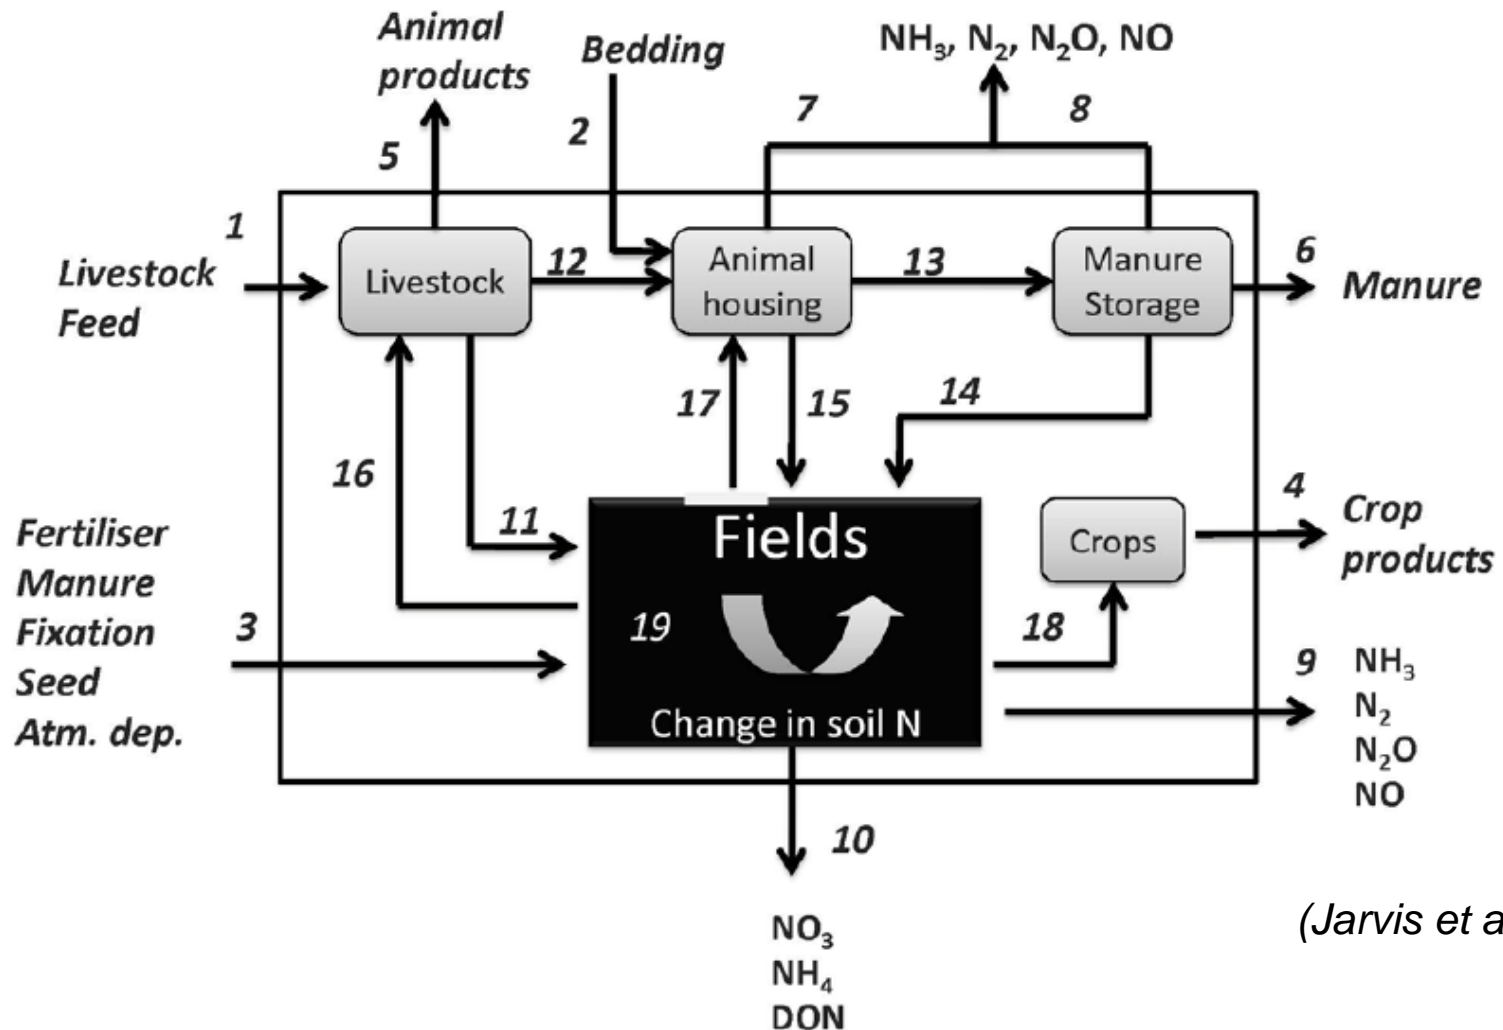 Animal
products
Bedding
NH₃, N₂, N₂O, NO
5
2
7
8
1
Livestock
Feed
Livestock
12
Animal
housing
13
Manure
Storage
6
Manure
16
11
17
15
14
Fertiliser
Manure
Fixation
Seed
Atm. dep.
3
Fields
19
Change in soil N
Crops
18
4
Crop
products
9
NH₃
N₂
N₂O
NO
10
NO₃
NH₄
DON
(Jarvis et a